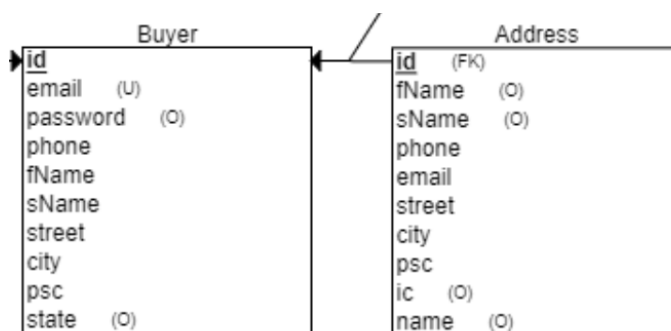 Buyer
id
email (U)
password (O)
phone
fName
sName
street
city
psc
state (O)
Address
id (FK)
fName (O)
sName (O)
phone
email
street
city
psc
ic (O)
name (O)